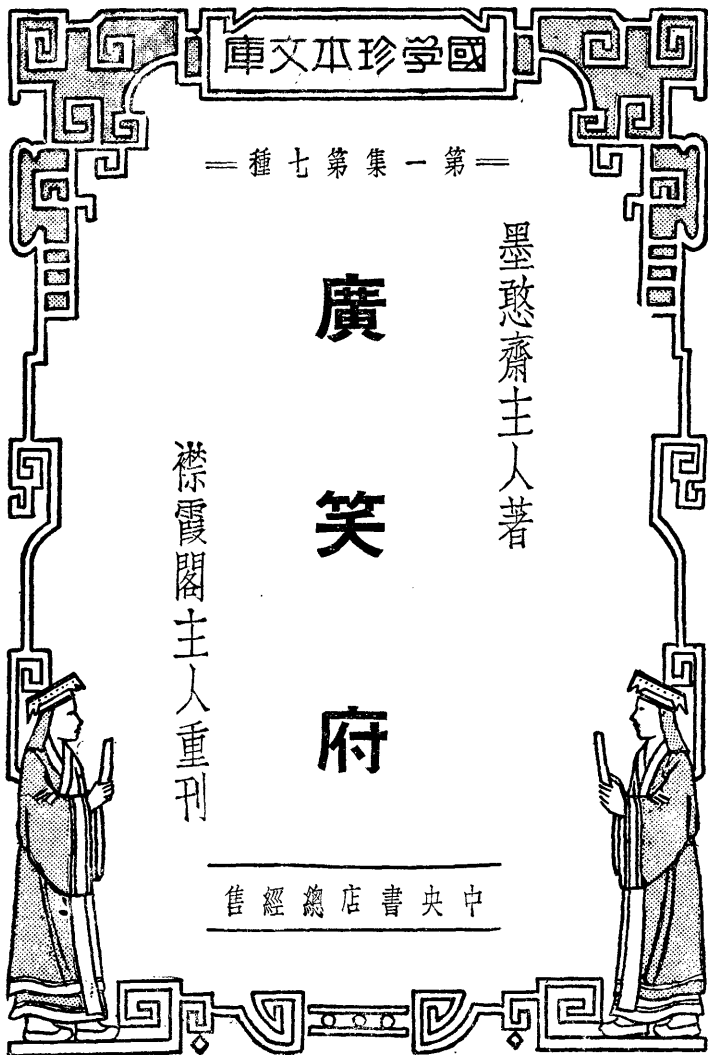 國学珍本文庫
第一集第七種
墨憨齋主人著
廣笑府
襟霞閣主人重刊
中央書店總經售